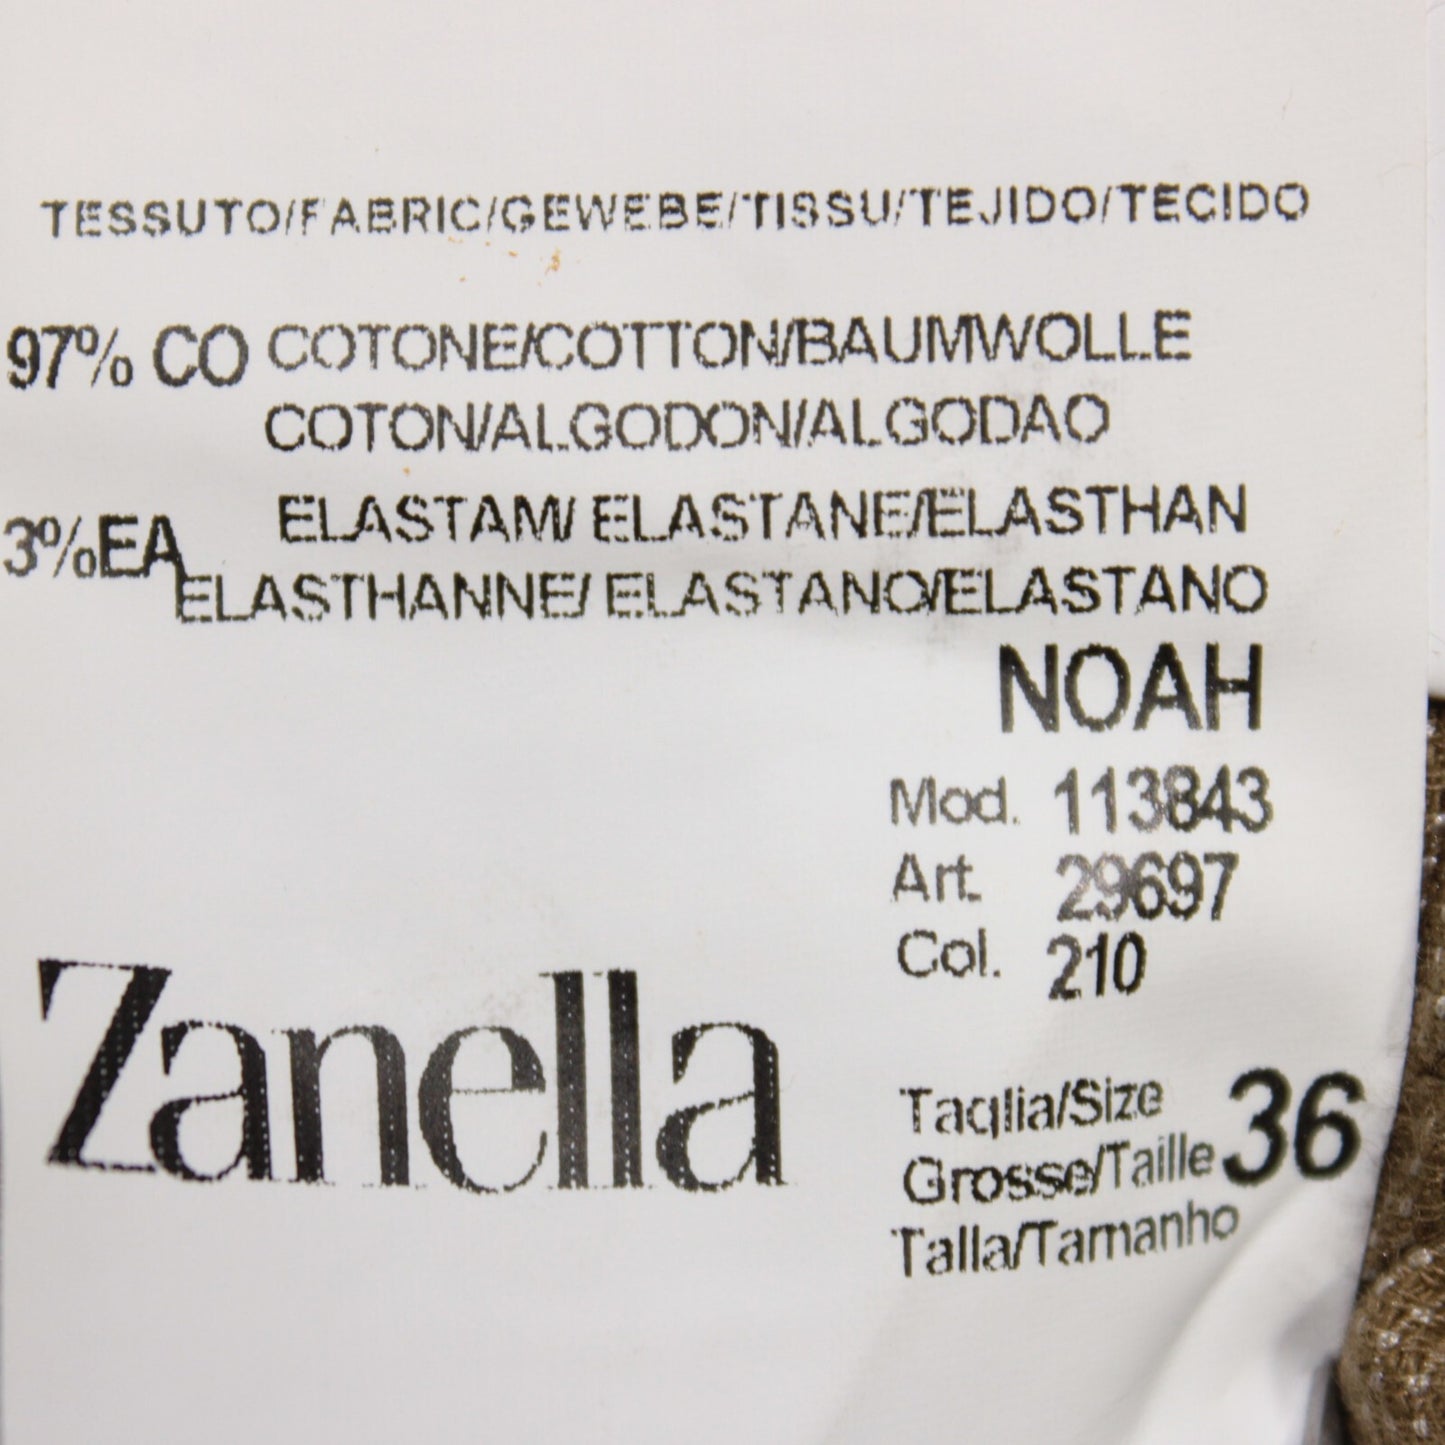 TESSUTO/FABRIC/GEWEBE/TISSU/TEJIDO/TECIDO
97% CO COTONE/COTTON/BAUMWOLLE
COTON/ALGODON/ALGODAO
3%EA ELASTAM/ ELASTANE/ELASTHAN
ELASTHANNE/ ELASTANO/ELASTANO
NOAH
Mod. 113843
Art. 29697
Col. 210
Zanella
Taglia/Size
Grosse/Taille 36
Talla/Tamanho